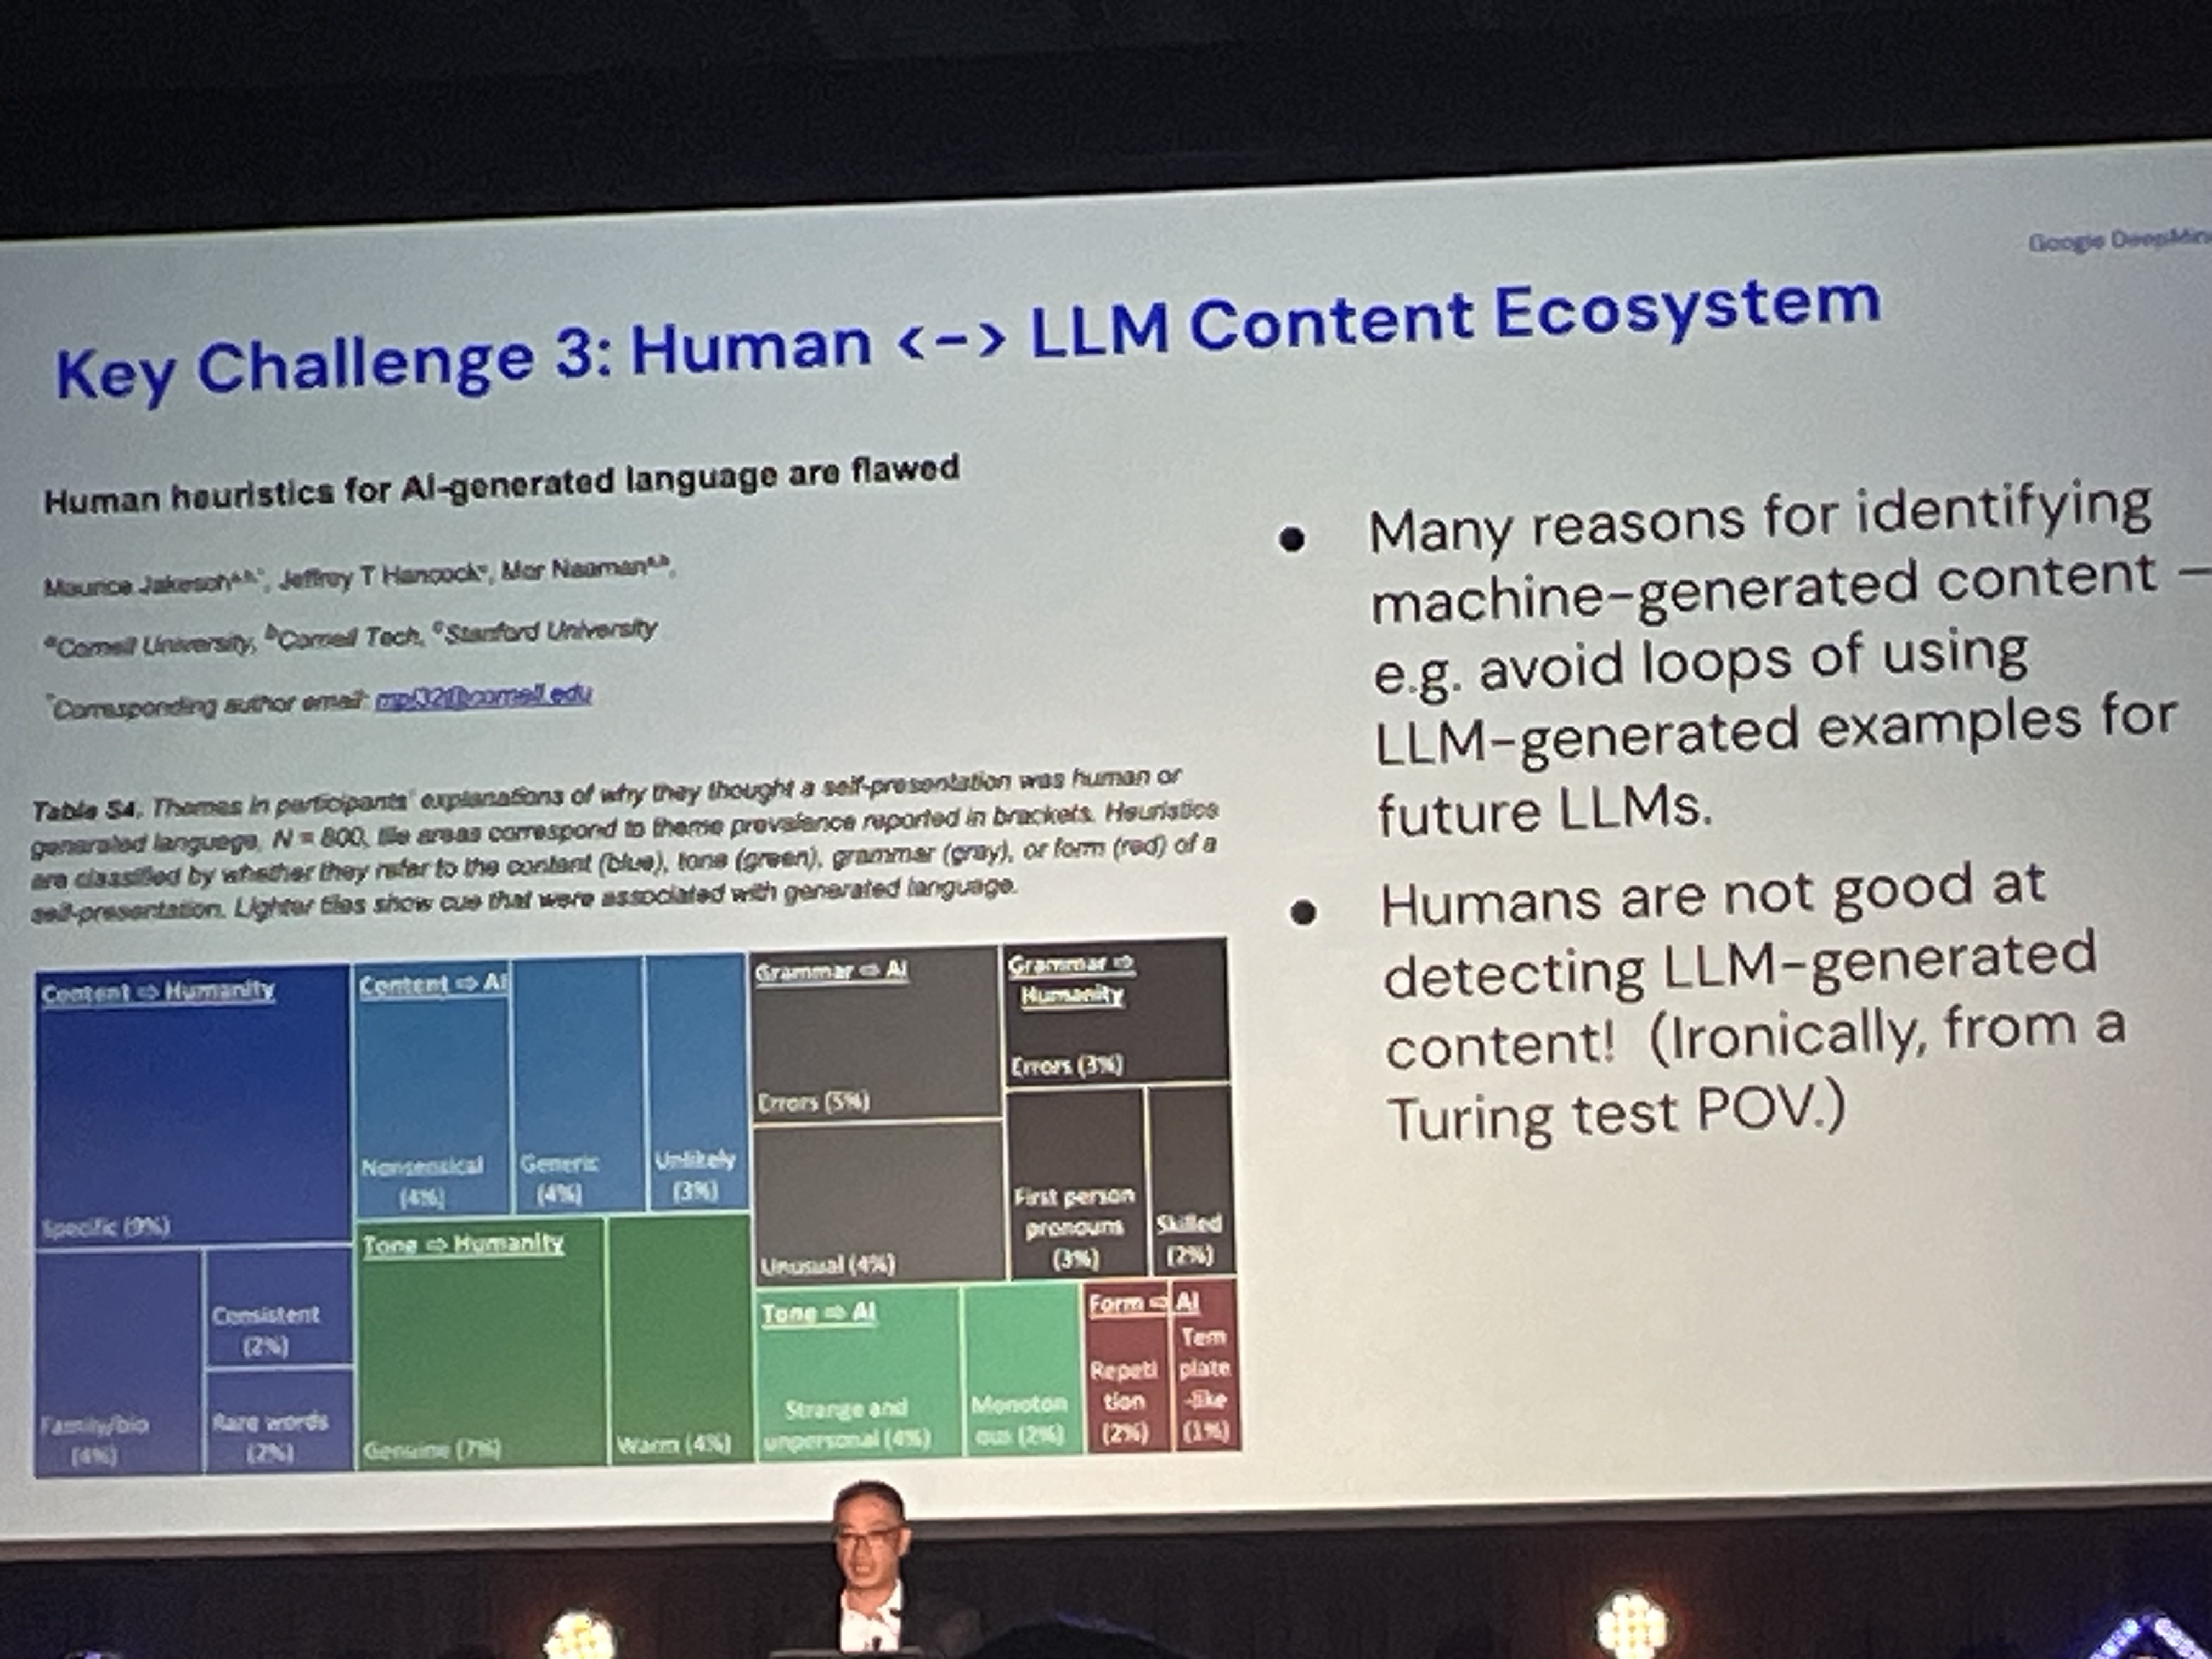 Google DeepMin
Key Challenge 3: Human <-> LLM Content Ecosystem
Human heuristics for AI-generated language are flawed
Maurice Jakesch, Jeffrey T Hancock, Mor Naaman
ᵃCornell University, ᵇCornell Tech, ᶜStanford University
*Corresponding author email:
Table S4. Themes in participants' explanations of why they thought a self-presentation was human or
generated language. N = 800, tile areas correspond to theme prevalence reported in brackets. Heuristics
are classified by whether they refer to the content (blue), tone (green), grammar (gray), or form (red) of a
self-presentation. Lighter tiles show cue that were associated with generated language.
Content ⇨ Humanity
Specific (9%)
Family/bio
(4%)
Consistent
(2%)
Rare words
(2%)
Content ⇨ AI
Nonsensical
(4%)
Generic
(4%)
Unlikely
(3%)
Tone ⇨ Humanity
Genuine (7%)
Warm (4%)
Grammar ⇨ AI
Errors (5%)
Unusual (4%)
Grammar ⇨
Humanity
Errors (3%)
First person
pronouns
(3%)
Skilled
(2%)
Tone ⇨ AI
Strange and
unpersonal (4%)
Monoton
ous (2%)
Form ⇨ AI
Repeti
tion
(2%)
Tem
plate
-like
(1%)
• Many reasons for identifying
machine-generated content –
e.g. avoid loops of using
LLM-generated examples for
future LLMs.
• Humans are not good at
detecting LLM-generated
content! (Ironically, from a
Turing test POV.)